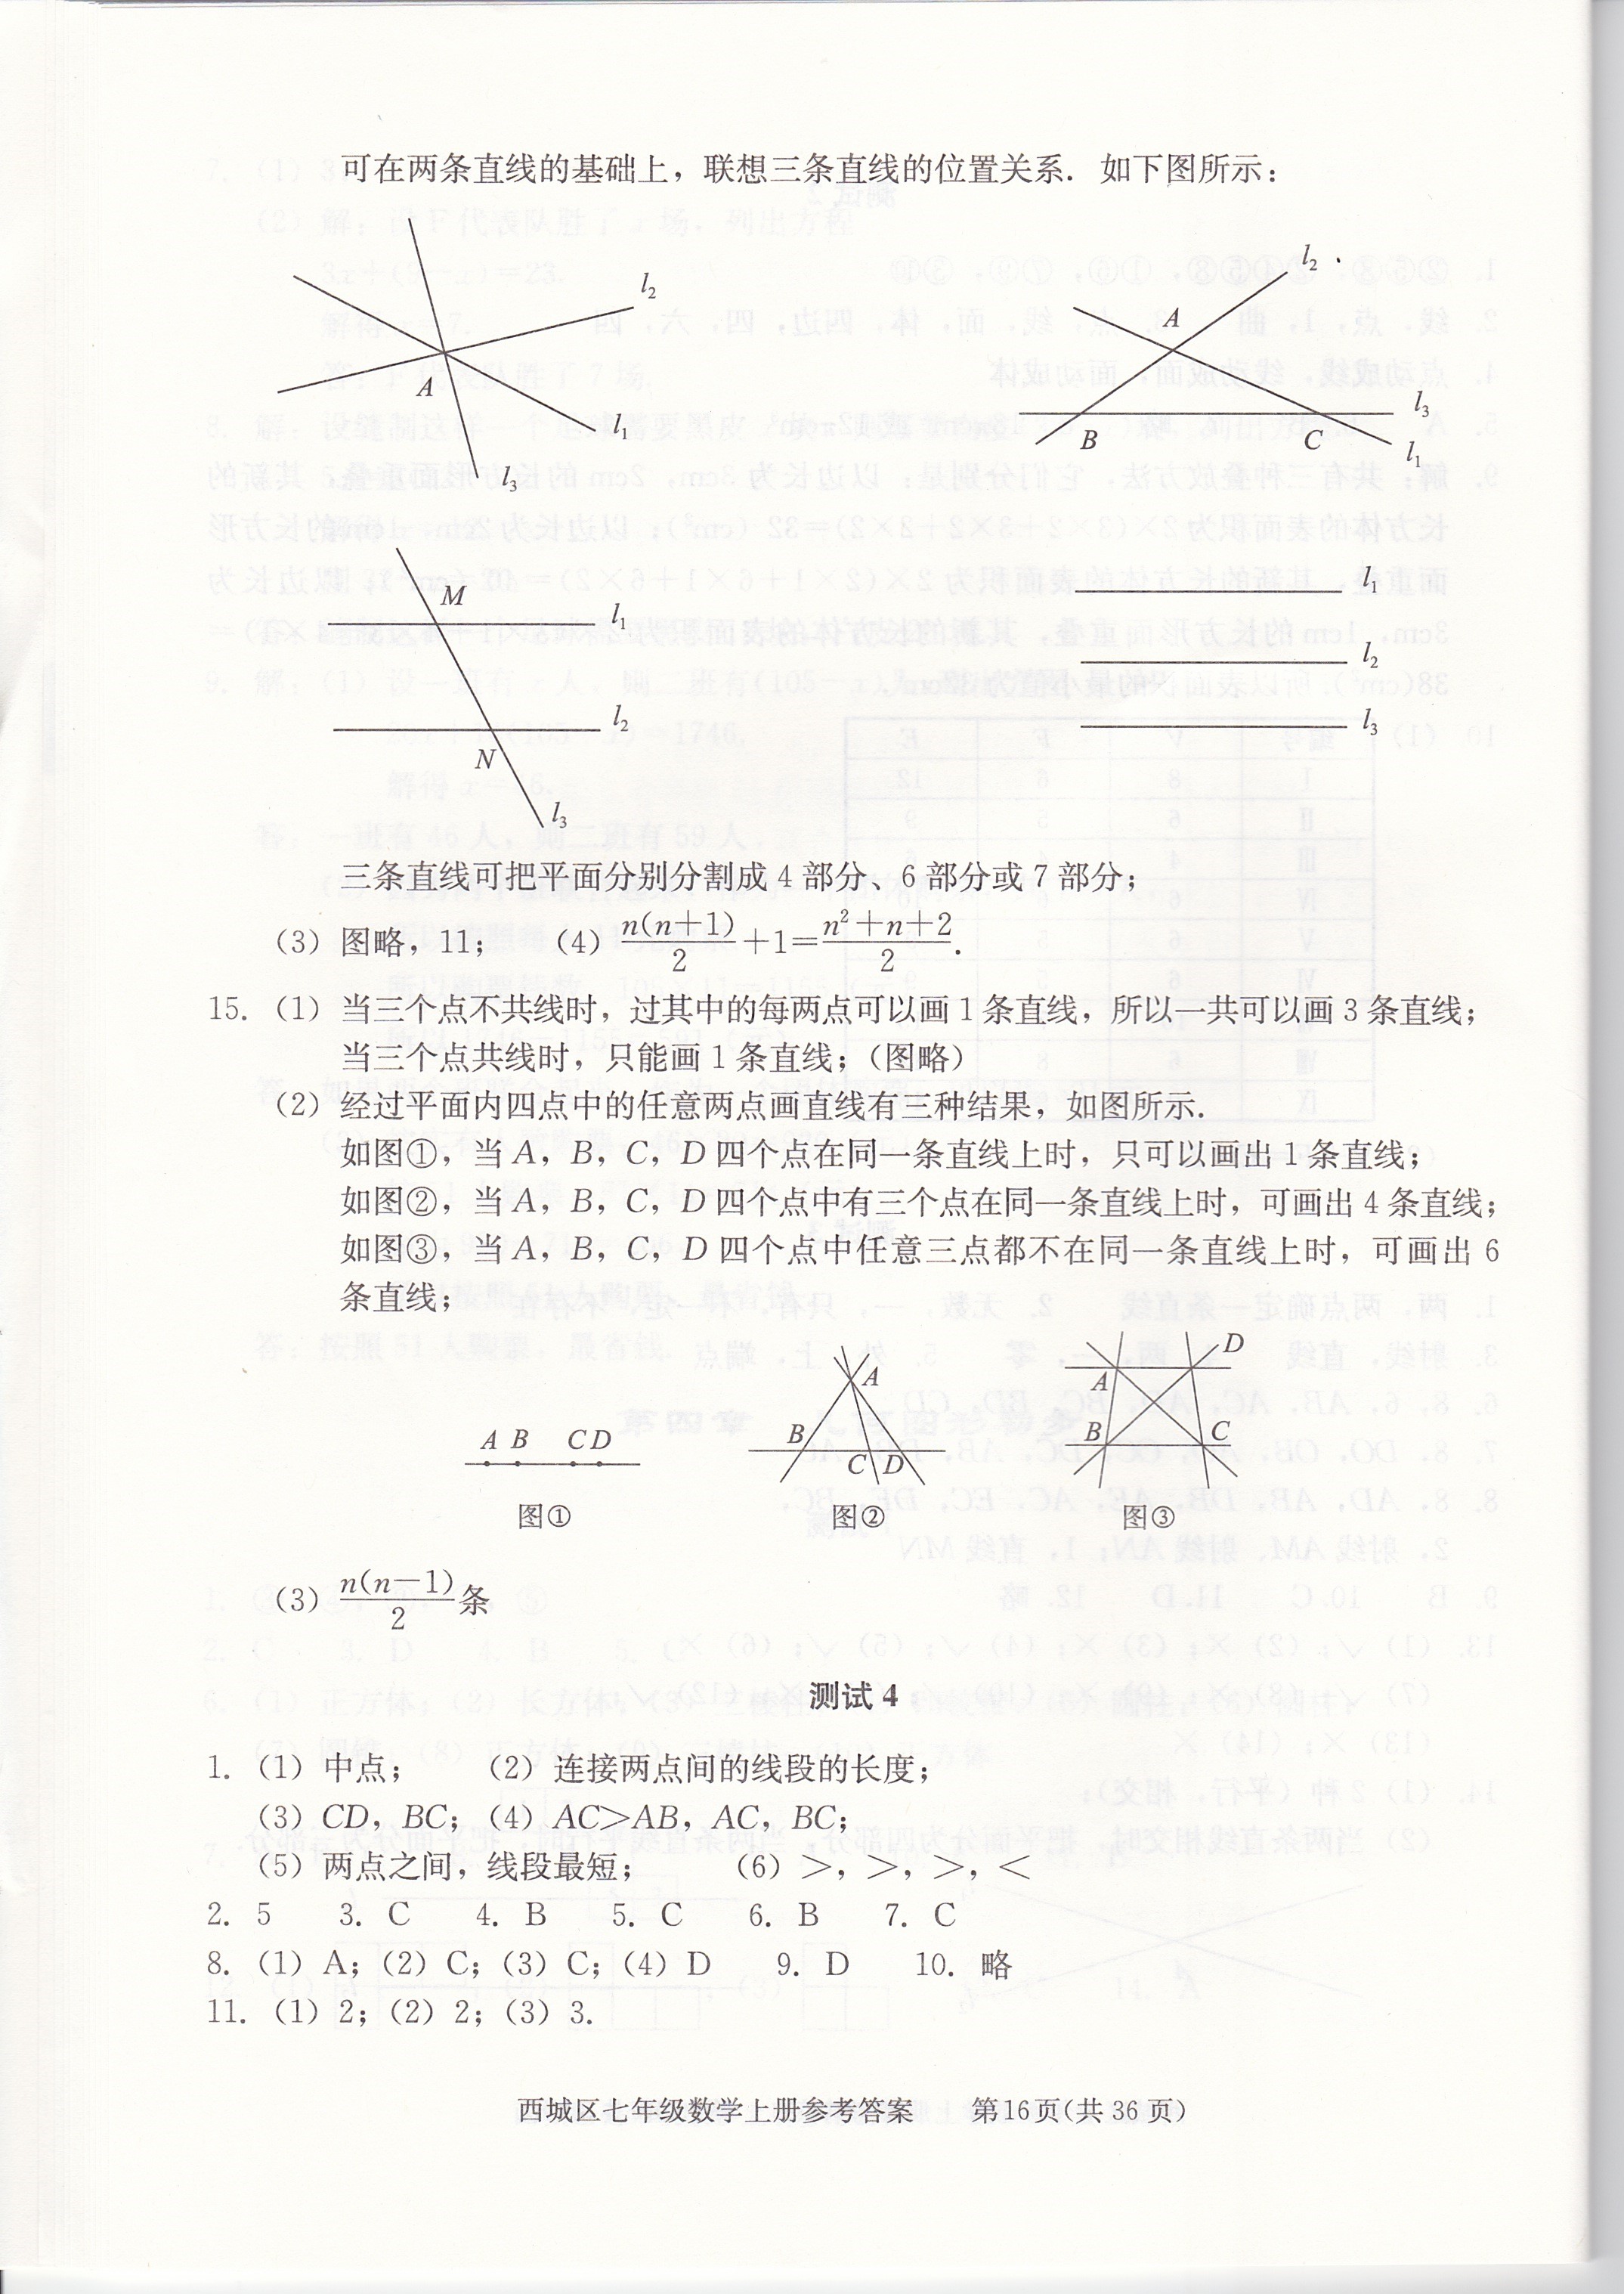 可在两条直线的基础上，联想三条直线的位置关系．如下图所示：
l₂
A
l₁
l₃
l₂
A
l₃
B
C
l₁
M
l₁
l₂
N
l₃
l₁
l₂
l₃
三条直线可把平面分别分割成 4 部分、6 部分或 7 部分；
（3）图略，11；　（4）n(n+1)/2+1=(n²+n+2)/2．
15．（1）当三个点不共线时，过其中的每两点可以画 1 条直线，所以一共可以画 3 条直线；
当三个点共线时，只能画 1 条直线；（图略）
（2）经过平面内四点中的任意两点画直线有三种结果，如图所示．
如图①，当 A，B，C，D 四个点在同一条直线上时，只可以画出 1 条直线；
如图②，当 A，B，C，D 四个点中有三个点在同一条直线上时，可画出 4 条直线；
如图③，当 A，B，C，D 四个点中任意三点都不在同一条直线上时，可画出 6
条直线；
A B C D
图①
A
B
C D
图②
D
A
B
C
图③
（3）n(n−1)/2 条
测试 4
1．（1）中点；　（2）连接两点间的线段的长度；
（3）CD，BC；（4）AC>AB，AC，BC；
（5）两点之间，线段最短；　（6）>，>，>，<
2．5　3．C　4．B　5．C　6．B　7．C
8．（1）A；（2）C；（3）C；（4）D　9．D　10．略
11．（1）2；（2）2；（3）3．
西城区七年级数学上册参考答案　第16页(共 36 页)